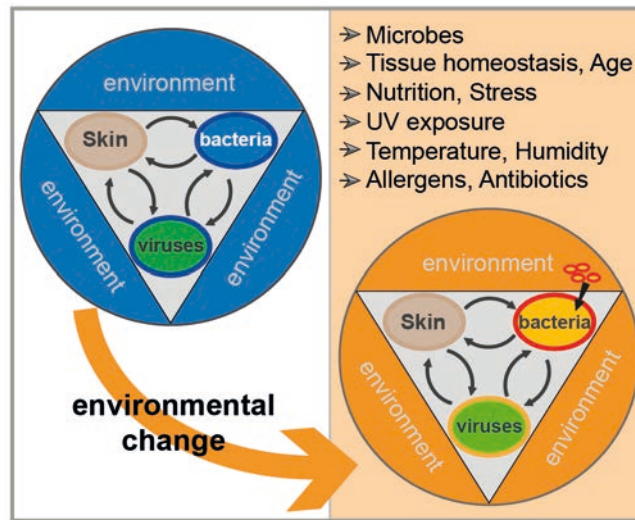 environment
Skin
bacteria
viruses
environment
environment
environmental
change
Microbes
Tissue homeostasis, Age
Nutrition, Stress
UV exposure
Temperature, Humidity
Allergens, Antibiotics
environment
Skin
bacteria
viruses
environment
environment